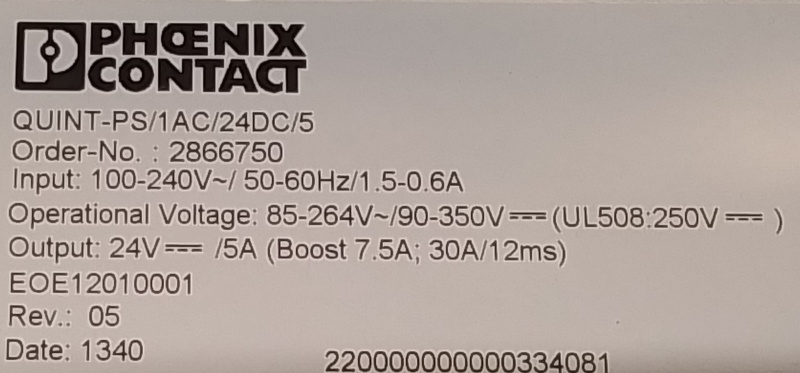 PHŒNIX
CONTACT
QUINT-PS/1AC/24DC/5
Order-No. : 2866750
Input: 100-240V~/ 50-60Hz/1.5-0.6A
Operational Voltage: 85-264V~/90-350V⎓(UL508:250V ⎓ )
Output: 24V⎓ /5A (Boost 7.5A; 30A/12ms)
EOE12010001
Rev.: 05
Date: 1340
220000000000334081